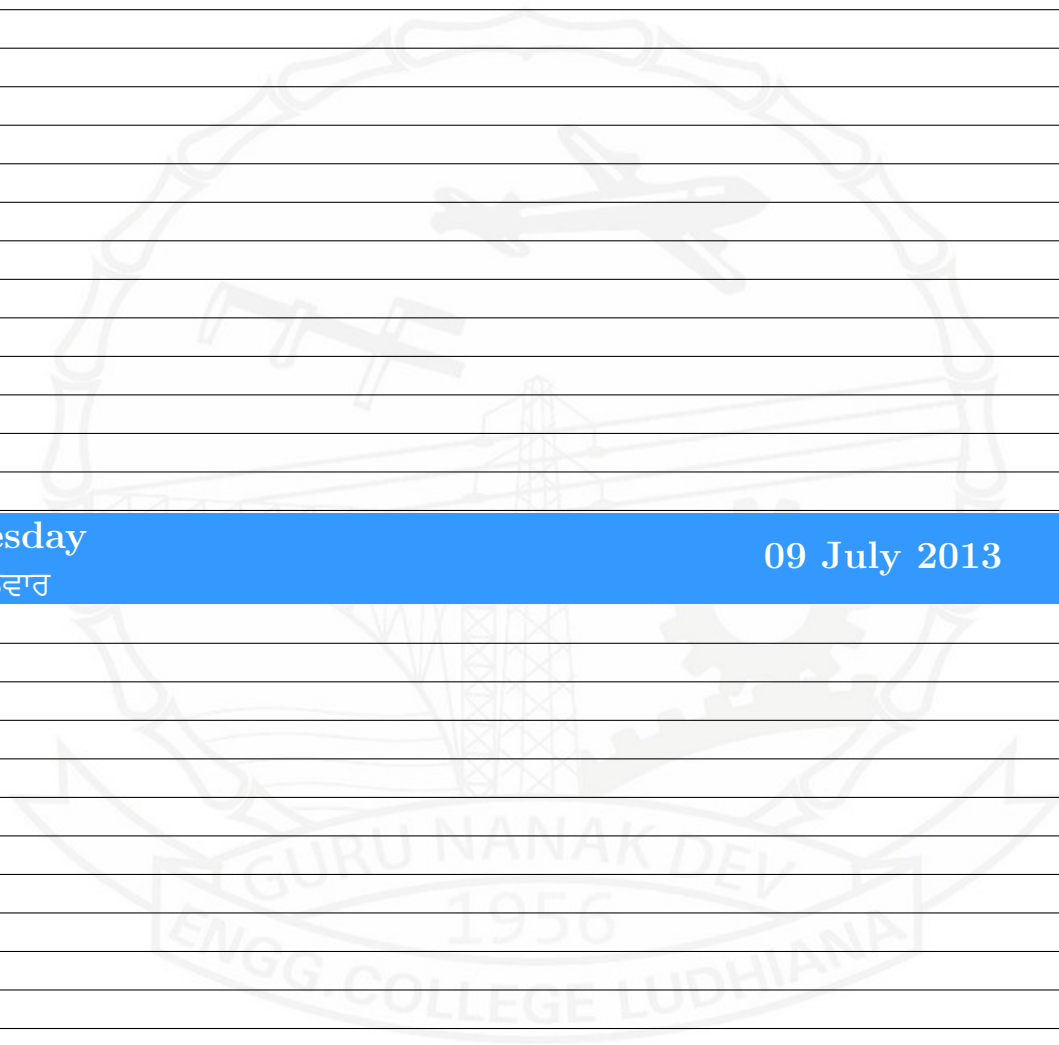 esday
ਵਾਰ
09 July 2013
GURU NANAK DEV
1956
ENGG. COLLEGE LUDHIANA